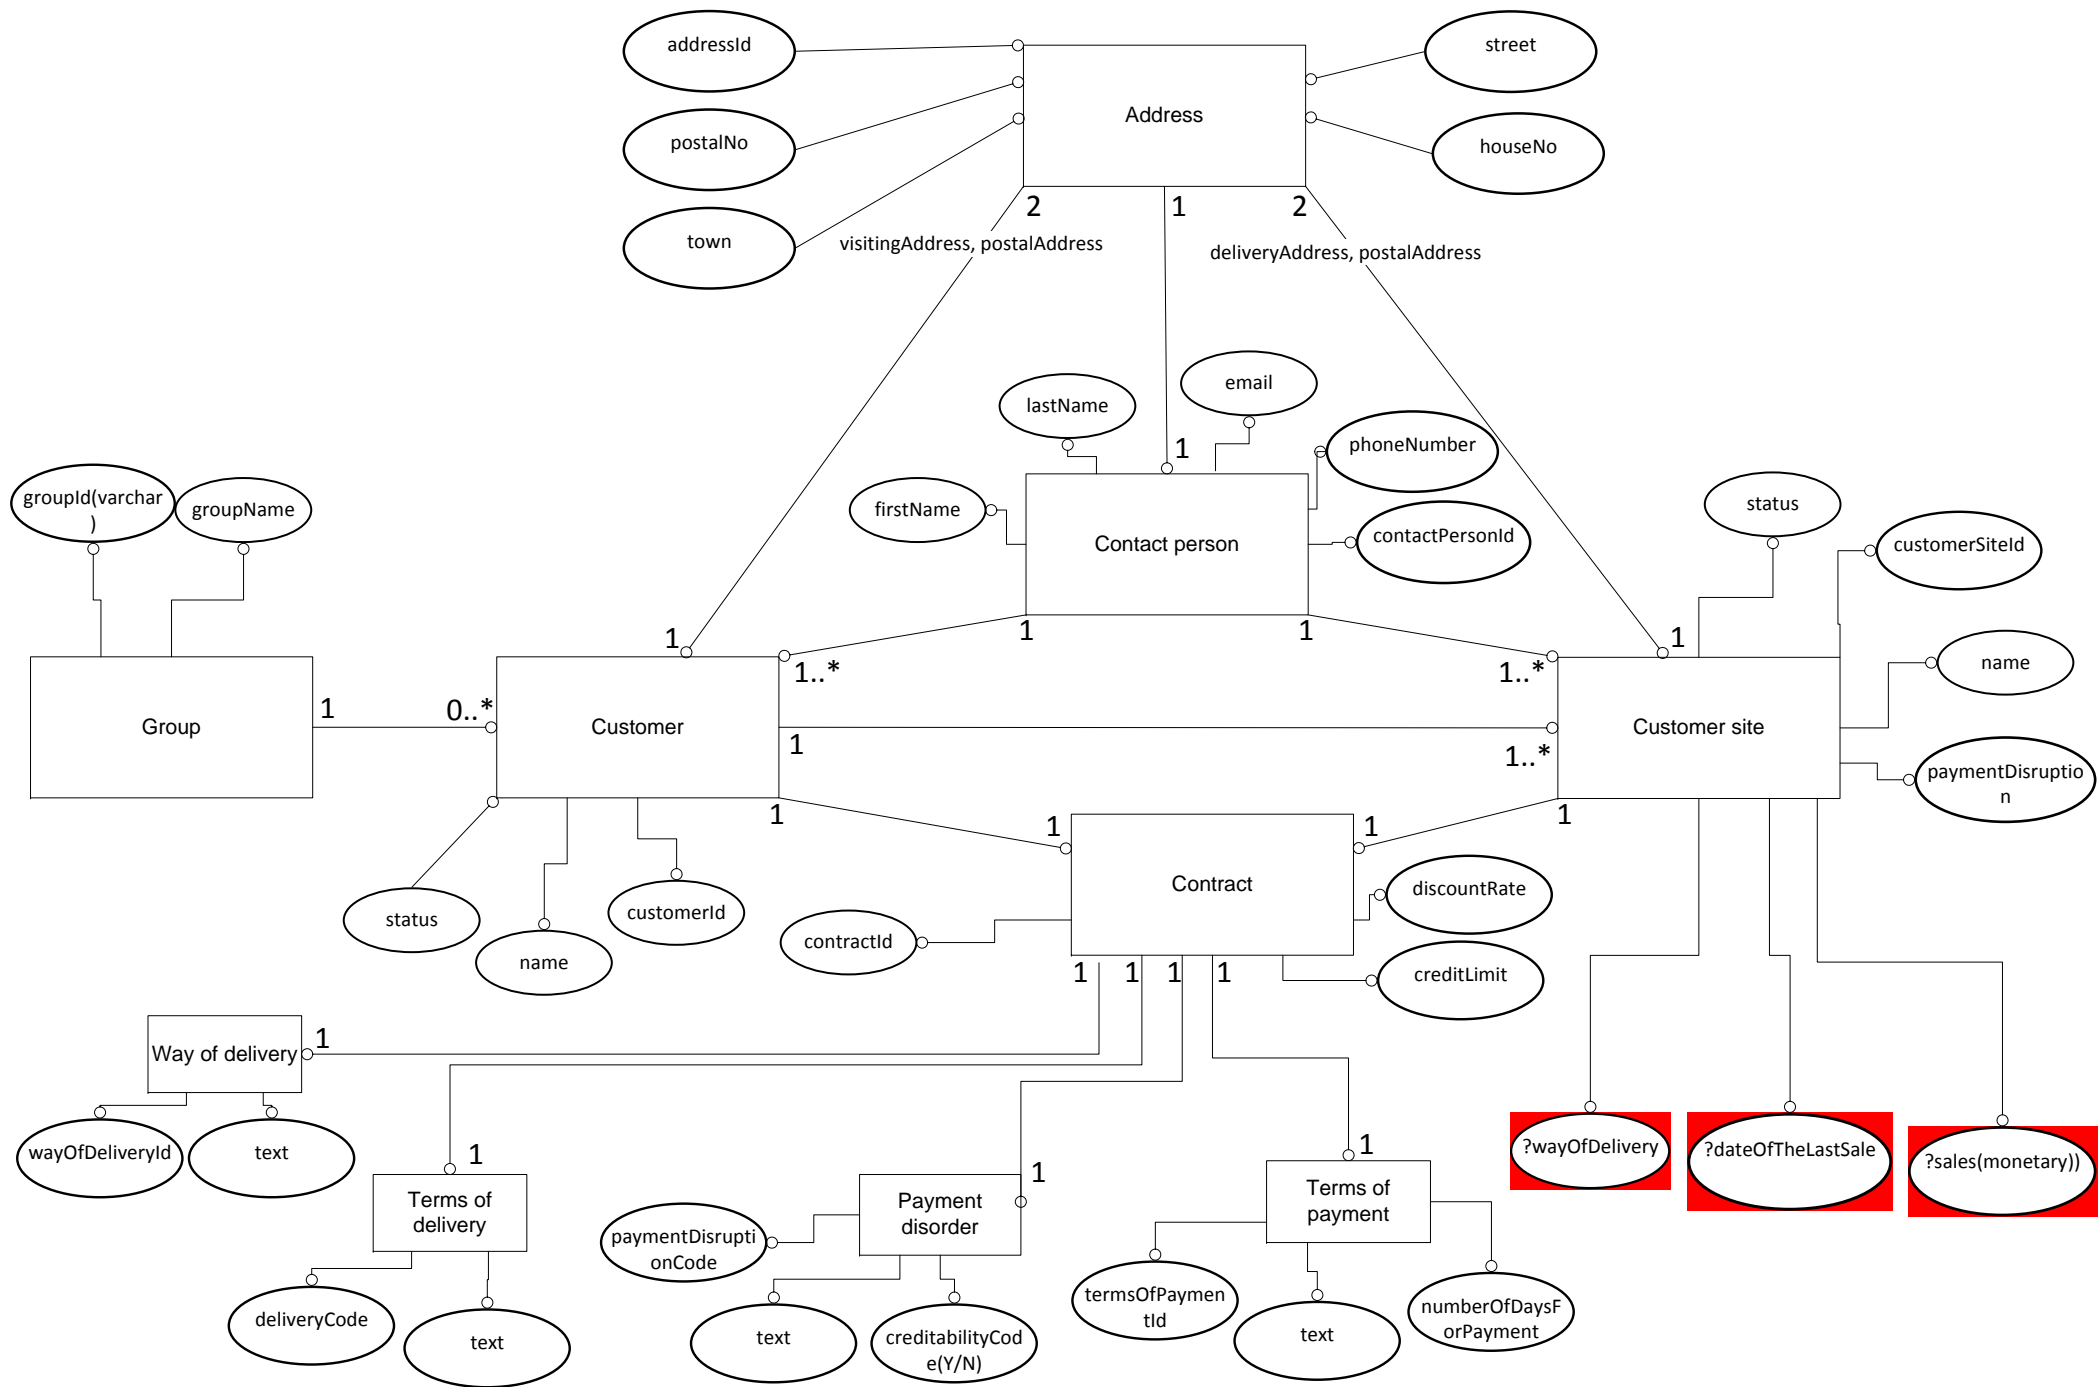 addressId
street
Address
postalNo
houseNo
2
1
2
town
visitingAddress, postalAddress
deliveryAddress, postalAddress
email
lastName
phoneNumber
1
groupId(varchar
)
groupName
firstName
status
Contact person
contactPersonId
customerSiteId
1
1
1
1
name
1..*
1..*
Group
1
0..*
Customer
1
Customer site
1..*
paymentDisruptio
n
1
1
1
1
Contract
discountRate
status
customerId
contractId
name
1
1
1
1
creditLimit
Way of delivery
1
wayOfDeliveryId
text
1
1
1
?wayOfDelivery
?dateOfTheLastSale
?sales(monetary))
Terms of
delivery
Payment
disorder
Terms of
payment
paymentDisrupti
onCode
deliveryCode
text
text
creditabilityCod
e(Y/N)
termsOfPaymen
tId
text
numberOfDaysF
orPayment